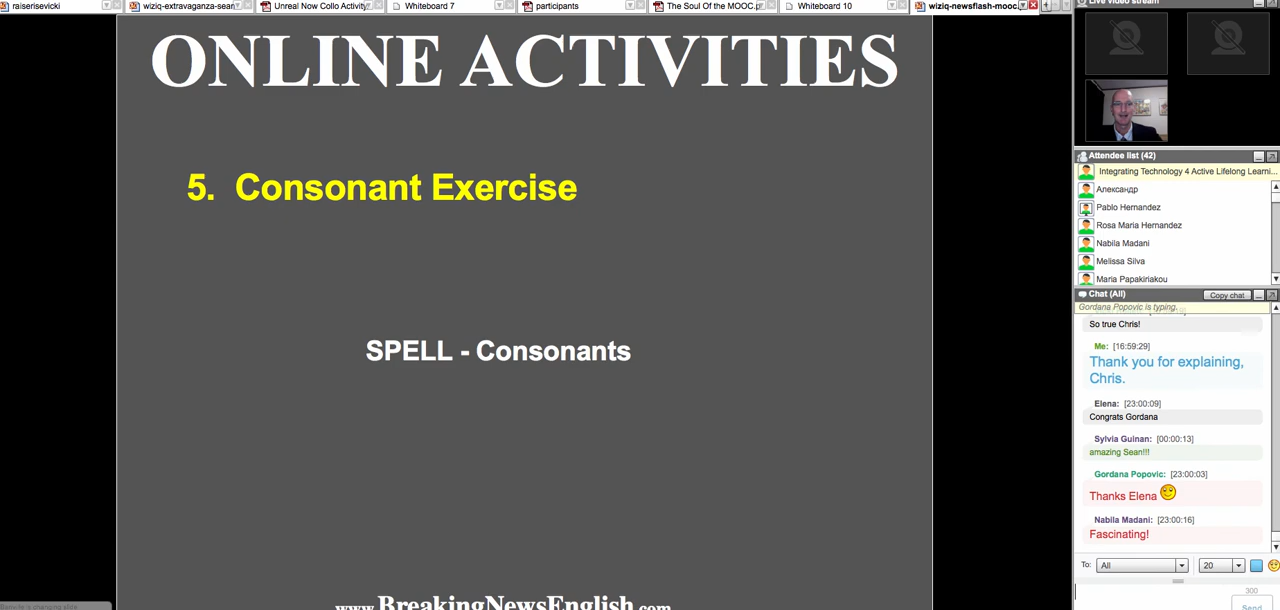 raiserisevicki
wiziq-extravaganza-sean
Unreal Now Collo Activity
Whiteboard 7
participants
The Soul Of the MOOC.p
Whiteboard 10
wiziq-newsflash-mooc.
Live video stream
ONLINE ACTIVITIES
5. Consonant Exercise
SPELL - Consonants
www.BreakingNewsEnglish.com
Attendee list (42)
Integrating Technology 4 Active Lifelong Learni...
Александр
Pablo Hernandez
Rosa Maria Hernandez
Nabila Madani
Melissa Silva
Maria Papakiriakou
Chat (All)
Copy chat
Gordana Popovic is typing.
So true Chris!
Me: [16:59:29]
Thank you for explaining,
Chris.
Elena: [23:00:09]
Congrats Gordana
Sylvia Guinan: [00:00:13]
amazing Sean!!!
Gordana Popovic: [23:00:03]
Thanks Elena
Nabila Madani: [23:00:16]
Fascinating!
To: All 20
300
Send